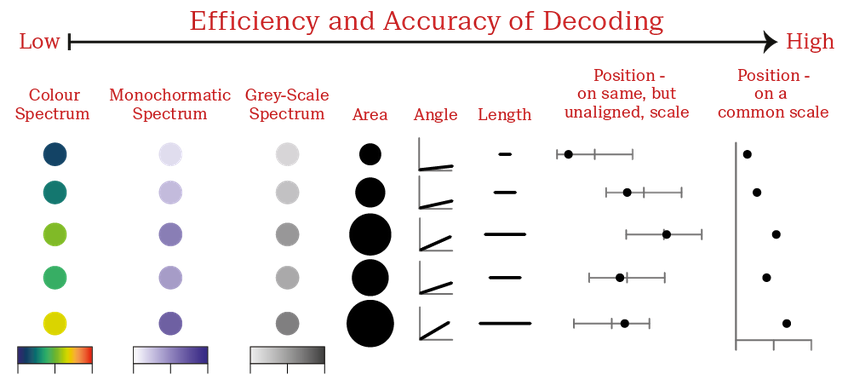 Efficiency and Accuracy of Decoding
Low
High
Colour
Spectrum
Monochormatic
Spectrum
Grey-Scale
Spectrum
Area
Angle
Length
Position -
on same, but
unaligned, scale
Position -
on a
common scale